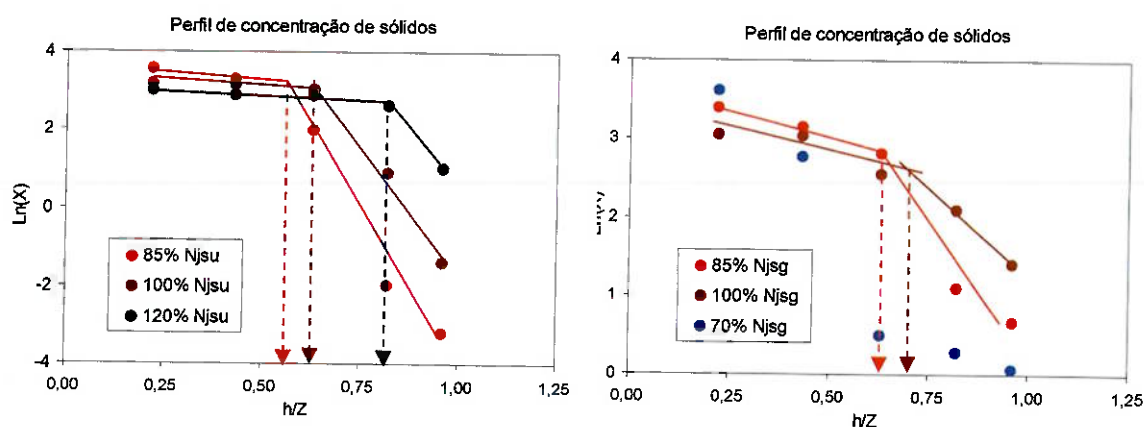 Perfil de concentração de sólidos
4
2
0
-2
-4
Ln(X)
85% Njsu
100% Njsu
120% Njsu
0,00 0,25 0,50 0,75 1,00 1,25
h/Z
Perfil de concentração de sólidos
4
3
2
1
0
85% Njsg
100% Njsg
70% Njsg
0,00 0,25 0,50 0,75 1,00 1,25
h/Z